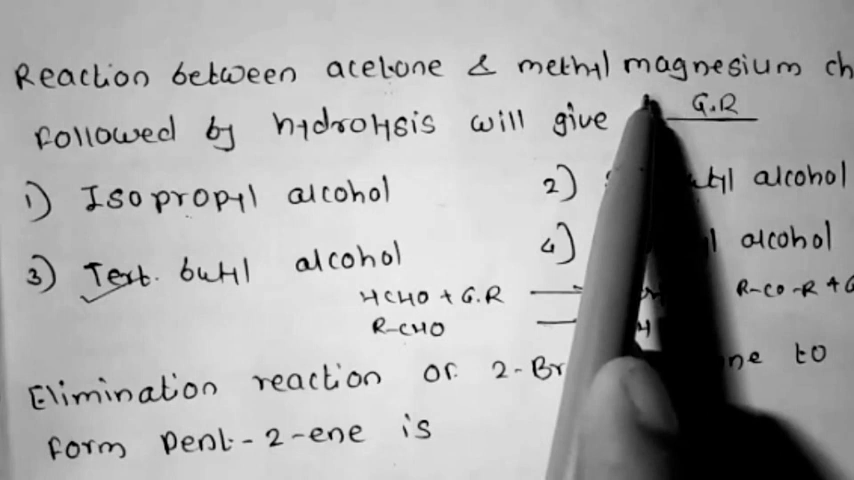 Reaction between acetone & methyl magnesium ch
followed by hydrolysis will give G.R
1) Isopropyl alcohol 2) alcohol
3) Tert. butyl alcohol 4) alcohol
HCHO + G.R R-CO-R + G
R-CHO
Elimination reaction of 2-Br to
form pent-2-ene is